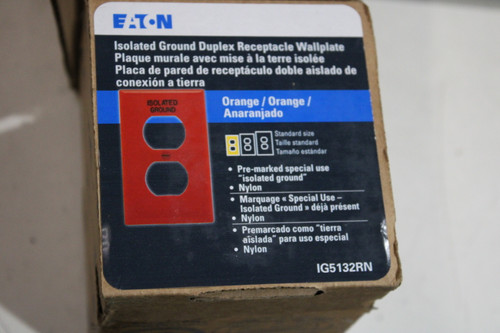 EATON
Isolated Ground Duplex Receptacle Wallplate
Plaque murale avec mise à la terre isolée
Placa de pared de receptáculo doble aislado de
conexión a tierra
ISOLATED
GROUND
Orange / Orange /
Anaranjado
Standard size
Taille standard
Tamaño estándar
• Pre-marked special use
"isolated ground"
• Nylon
• Marquage « Special Use –
Isolated Ground » déjà présent
• Nylon
• Premarcado como "tierra
aislada" para uso especial
• Nylon
IG5132RN